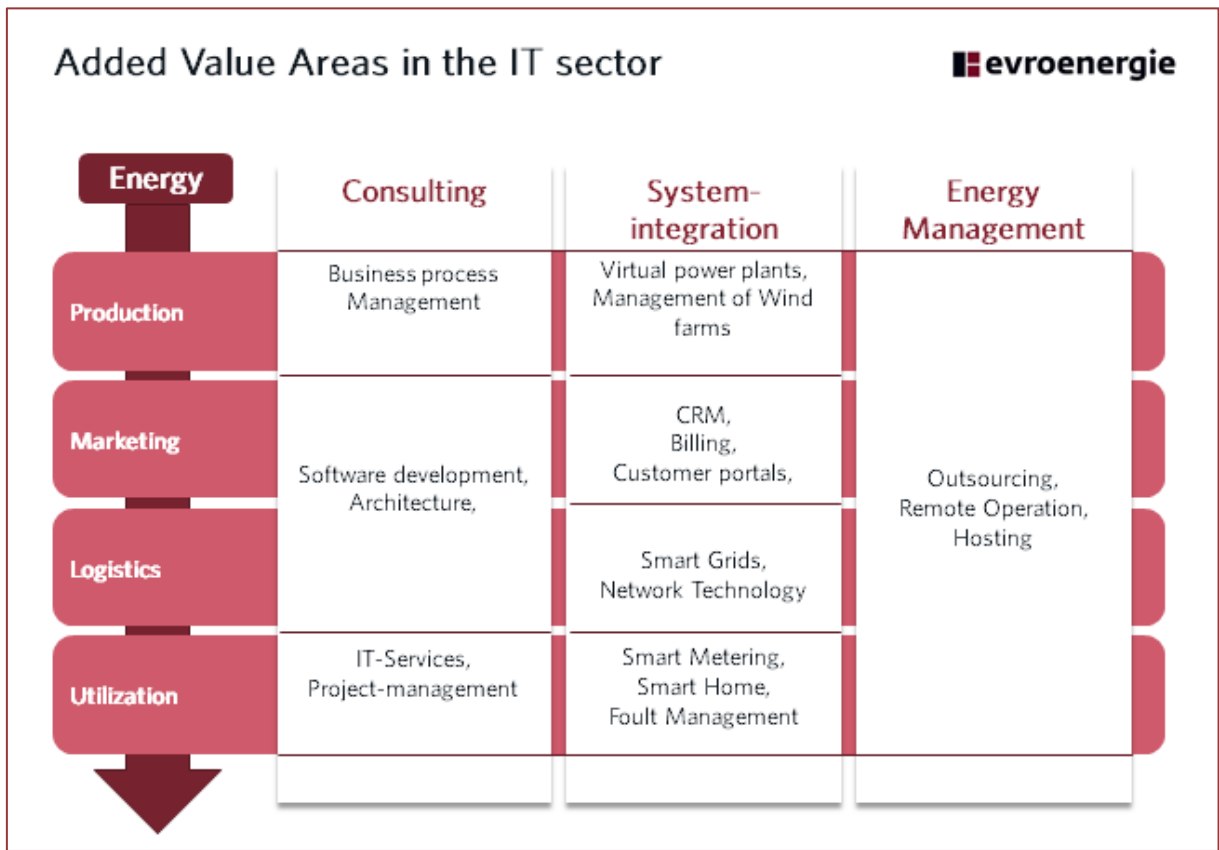 Added Value Areas in the IT sector
evroenergie
Energy
Consulting
System-
integration
Energy
Management
Production
Business process
Management
Virtual power plants,
Management of Wind
farms
Marketing
CRM,
Billing,
Customer portals,
Software development,
Architecture,
Outsourcing,
Remote Operation,
Hosting
Logistics
Smart Grids,
Network Technology
Utilization
IT-Services,
Project-management
Smart Metering,
Smart Home,
Foult Management